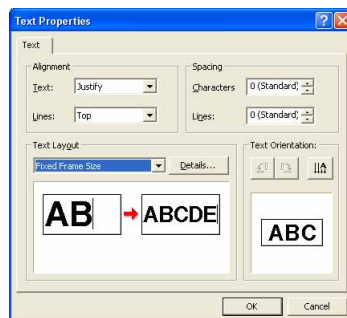 Text Properties
Text
Alignment
Text: Justify
Lines: Top
Spacing
Characters 0 (Standard)
Lines: 0 (Standard)
Text Layout
Fixed Frame Size Details...
AB ABCDE
Text Orientation:
ABC
OK Cancel